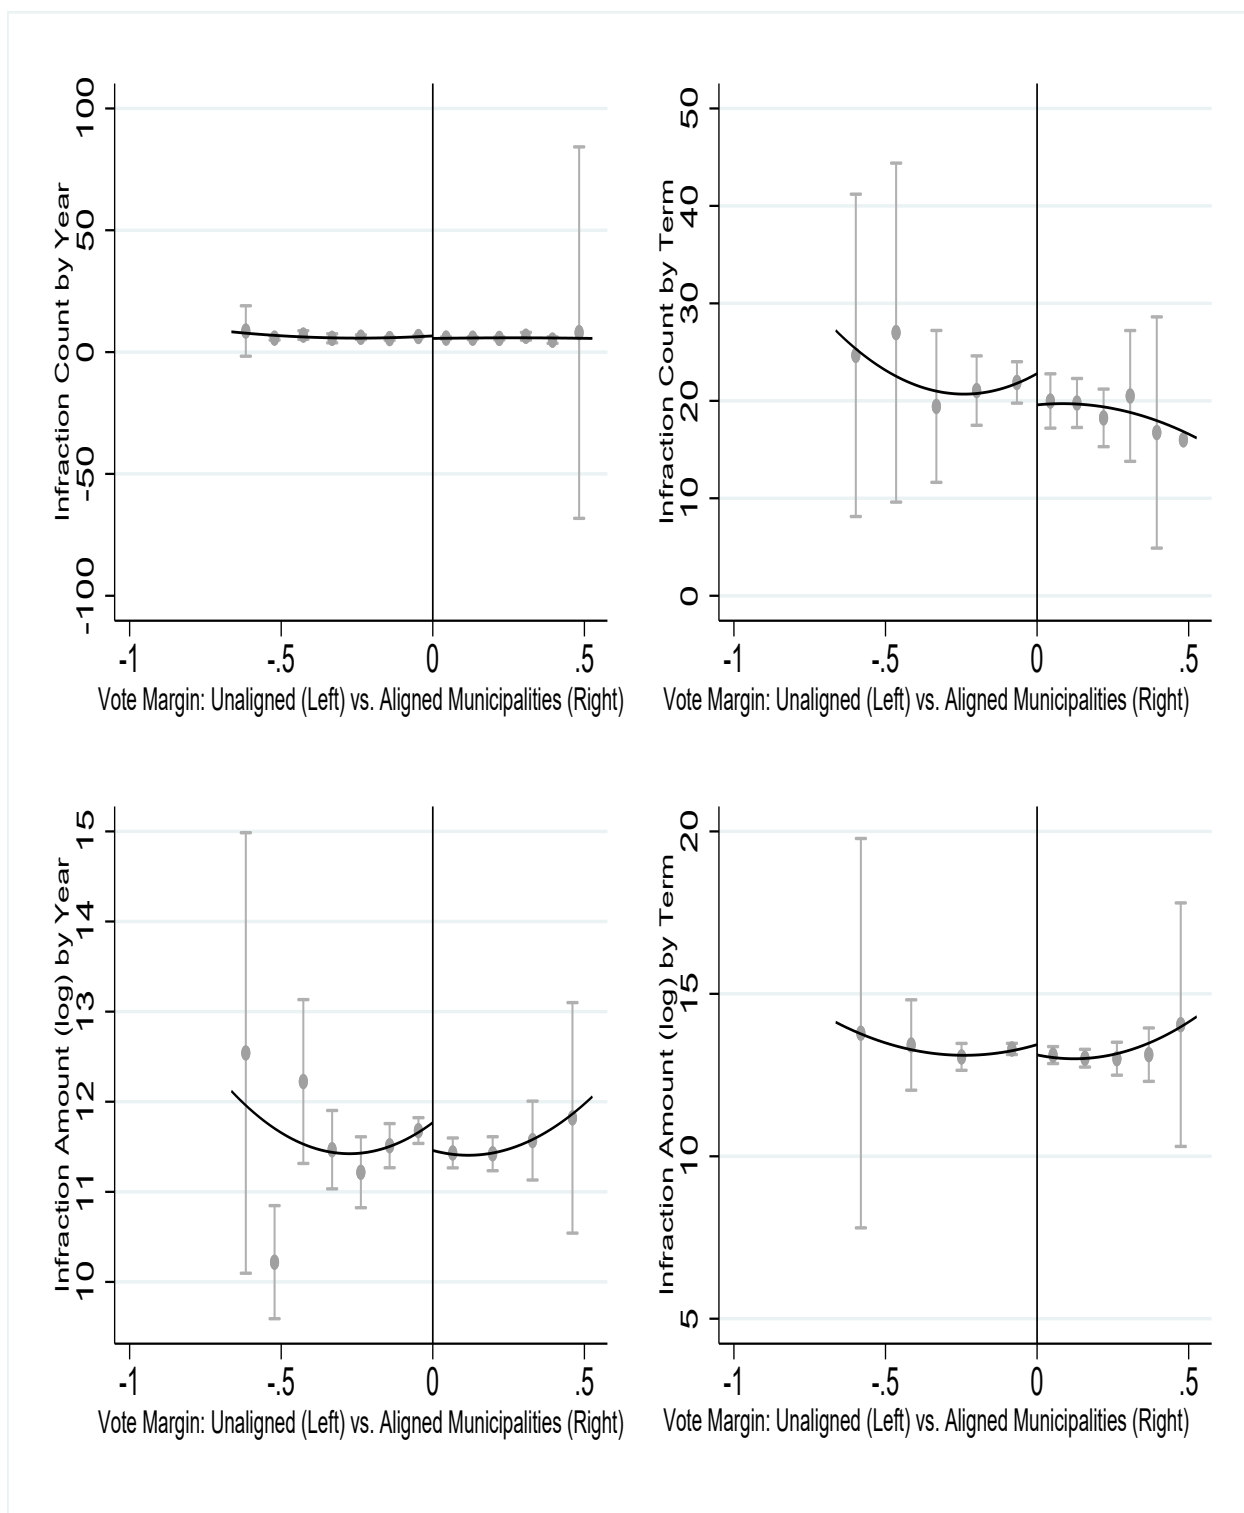 Infraction Count by Year
100
50
0
-50
-100
-1 -.5 0 .5
Vote Margin: Unaligned (Left) vs. Aligned Municipalities (Right)
Infraction Count by Term
50
40
30
20
10
0
-1 -.5 0 .5
Vote Margin: Unaligned (Left) vs. Aligned Municipalities (Right)
Infraction Amount (log) by Year
15
14
13
12
11
10
-1 -.5 0 .5
Vote Margin: Unaligned (Left) vs. Aligned Municipalities (Right)
Infraction Amount (log) by Term
20
15
10
5
-1 -.5 0 .5
Vote Margin: Unaligned (Left) vs. Aligned Municipalities (Right)